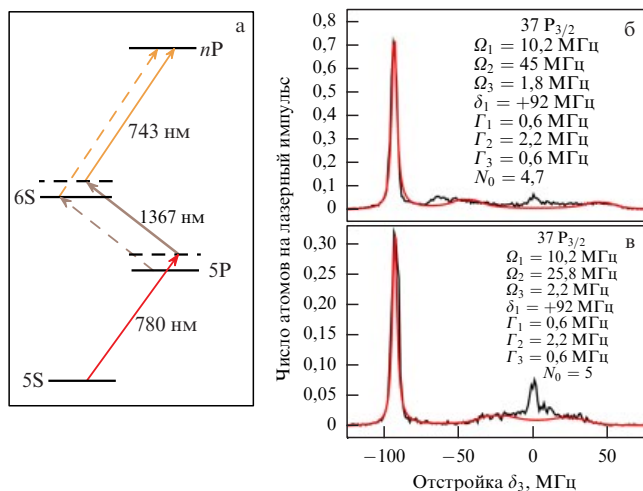 а
nP
743 нм
6S
1367 нм
5P
780 нм
5S
Число атомов на лазерный импульс
б
0,8
0,7
0,6
0,5
0,4
0,3
0,2
0,1
0
37 P3/2
Ω1 = 10,2 МГц
Ω2 = 45 МГц
Ω3 = 1,8 МГц
δ1 = +92 МГц
Γ1 = 0,6 МГц
Γ2 = 2,2 МГц
Γ3 = 0,6 МГц
N0 = 4,7
в
0,30
0,25
0,20
0,15
0,10
0,05
0
37 P3/2
Ω1 = 10,2 МГц
Ω2 = 25,8 МГц
Ω3 = 2,2 МГц
δ1 = +92 МГц
Γ1 = 0,6 МГц
Γ2 = 2,2 МГц
Γ3 = 0,6 МГц
N0 = 5
−100 −50 0 50
Отстройка δ3, МГц